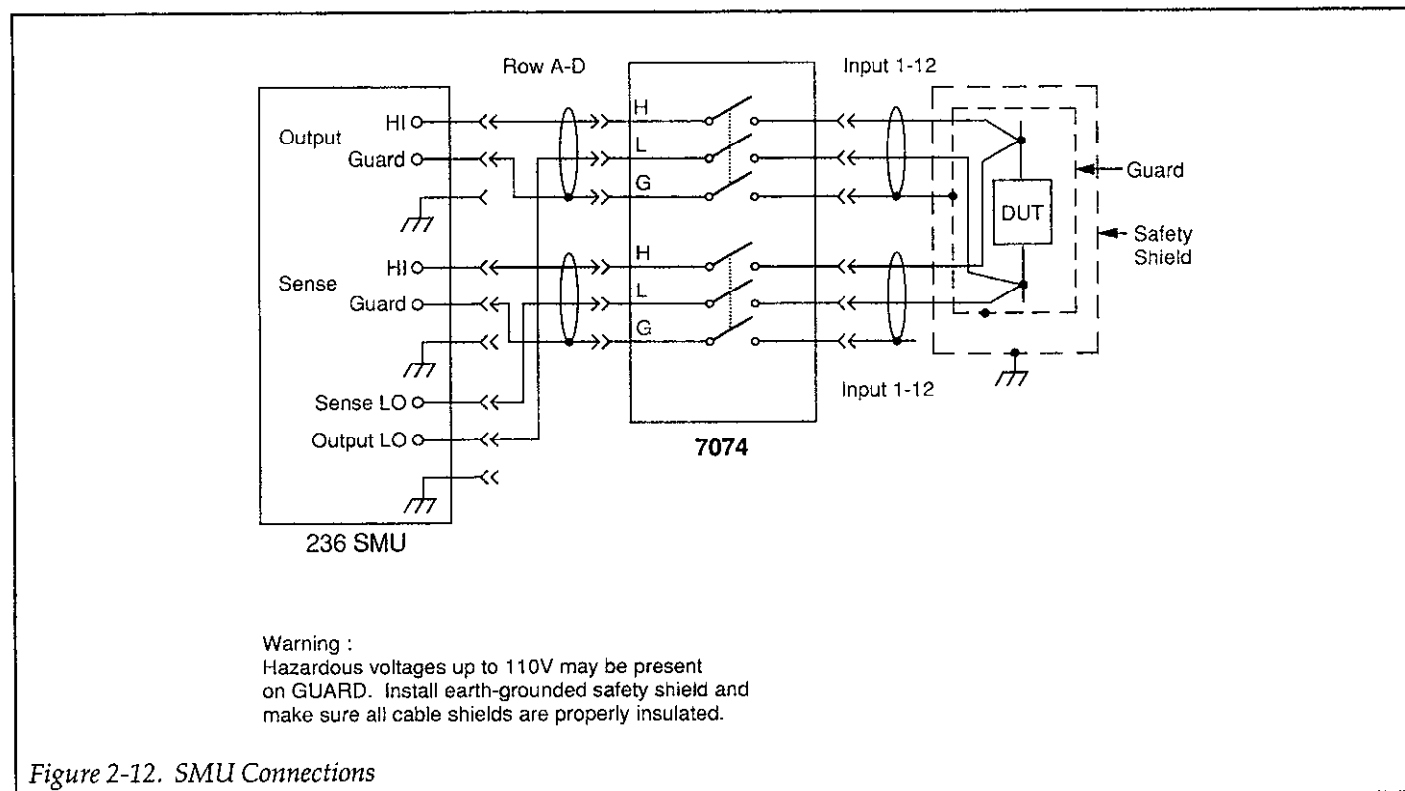 Row A-D
Input 1-12
Output
HI
Guard
H
L
G
Sense
HI
Guard
H
L
G
Sense LO
Output LO
DUT
Guard
Safety
Shield
Input 1-12
7074
236 SMU
Warning :
Hazardous voltages up to 110V may be present
on GUARD. Install earth-grounded safety shield and
make sure all cable shields are properly insulated.
Figure 2-12. SMU Connections